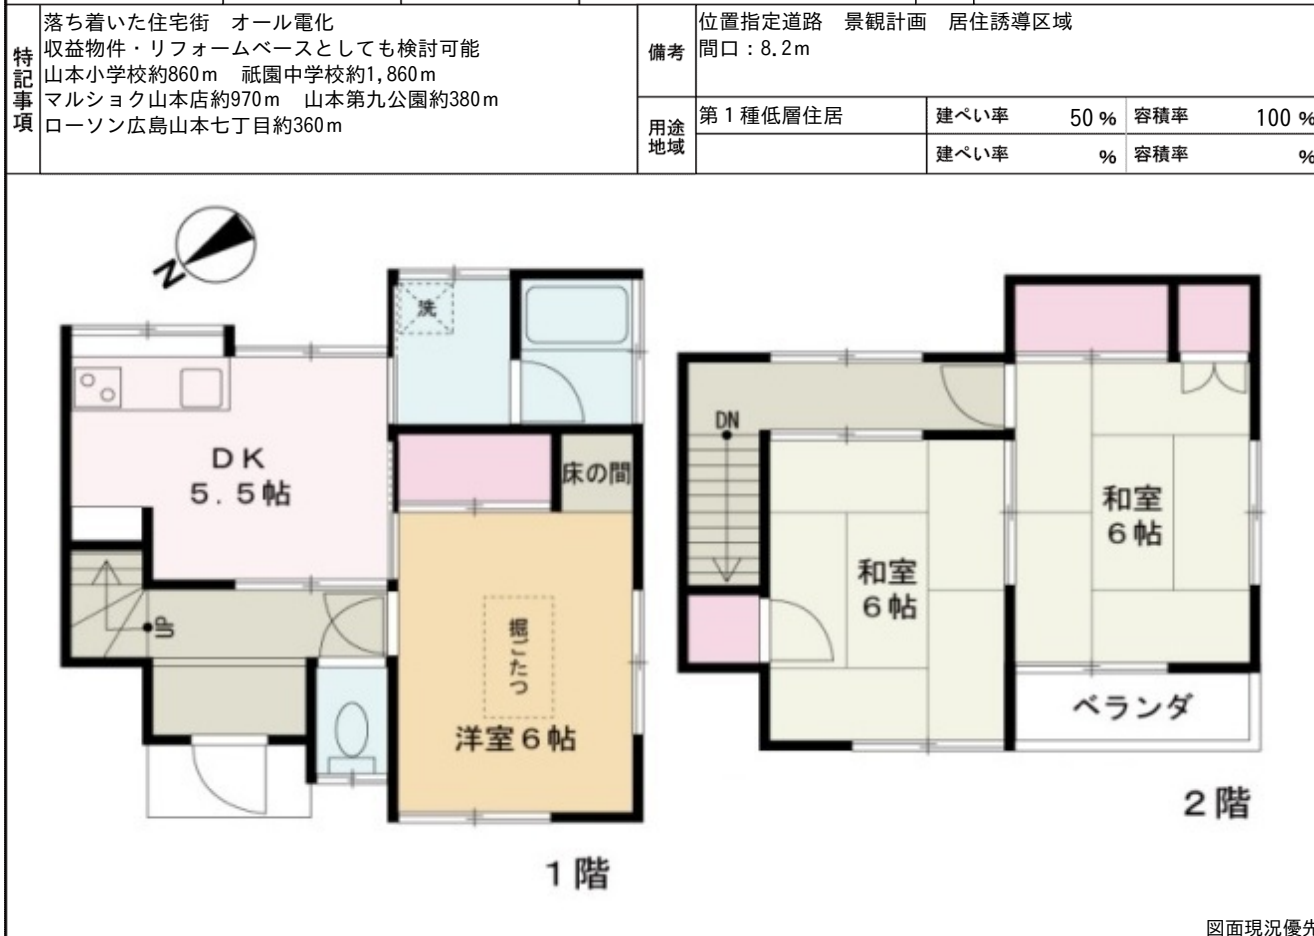 特記事項
落ち着いた住宅街　オール電化
収益物件・リフォームベースとしても検討可能
山本小学校約860m　祇園中学校約1,860m
マルショク山本店約970m　山本第九公園約380m
ローソン広島山本七丁目約360m
備考
位置指定道路　景観計画　居住誘導区域
間口：8.2m
用途地域
第1種低層住居
建ぺい率　50 %　容積率　100 %
建ぺい率　%　容積率　%
N
洗
DK
5.5帖
床の間
UP
掘ごたつ
洋室6帖
1階
DN
和室
6帖
和室
6帖
ベランダ
2階
図面現況優先